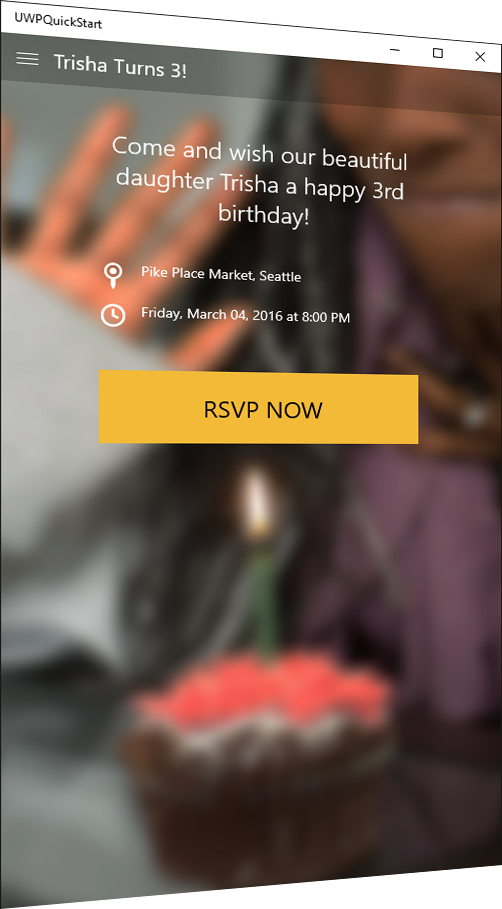 UWPQuickStart
Trisha Turns 3!
Come and wish our beautiful
daughter Trisha a happy 3rd
birthday!
Pike Place Market, Seattle
Friday, March 04, 2016 at 8:00 PM
RSVP NOW